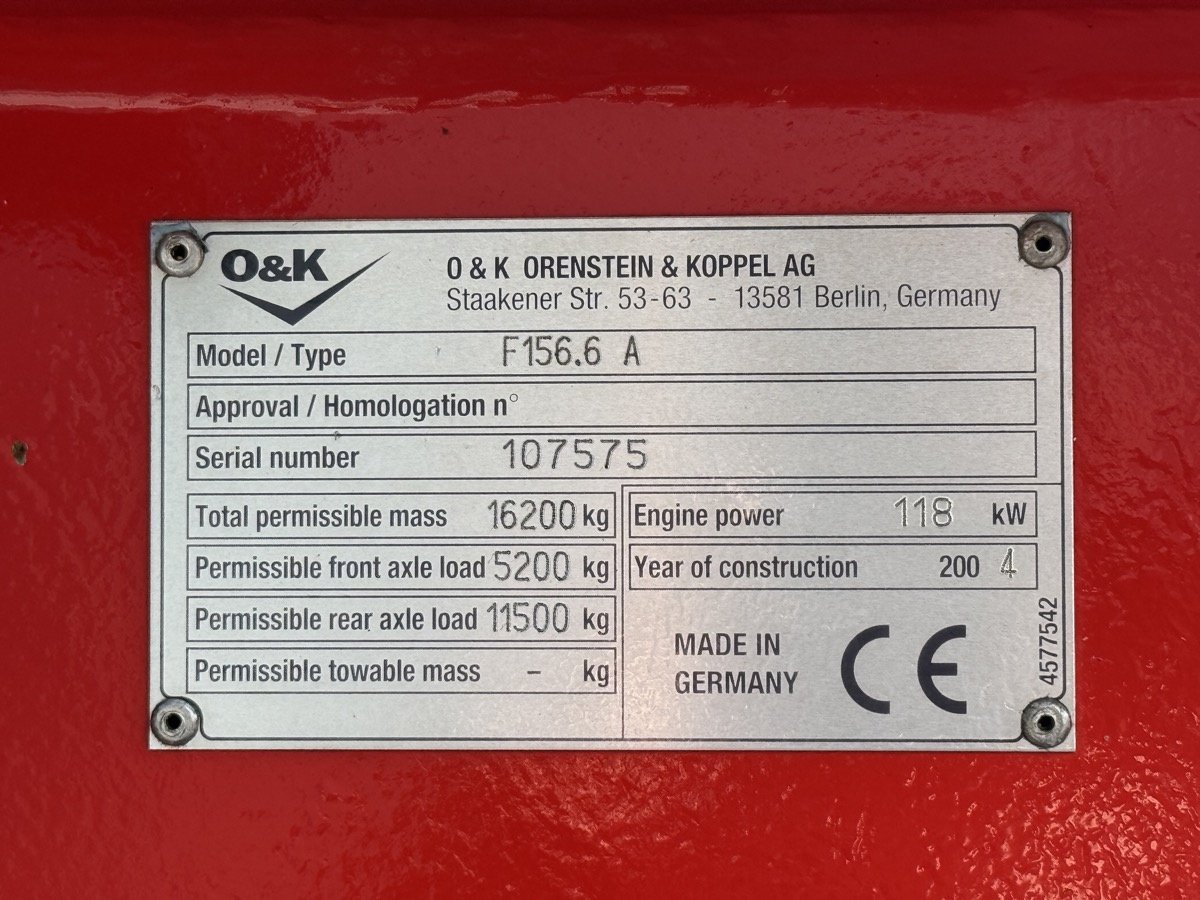 O&K
O & K ORENSTEIN & KOPPEL AG
Staakener Str. 53-63 - 13581 Berlin, Germany
Model / Type F156.6 A
Approval / Homologation n°
Serial number 107575
Total permissible mass 16200 kg
Permissible front axle load 5200 kg
Permissible rear axle load 11500 kg
Permissible towable mass - kg
Engine power 118 kW
Year of construction 200 4
MADE IN
GERMANY
CE
4577542